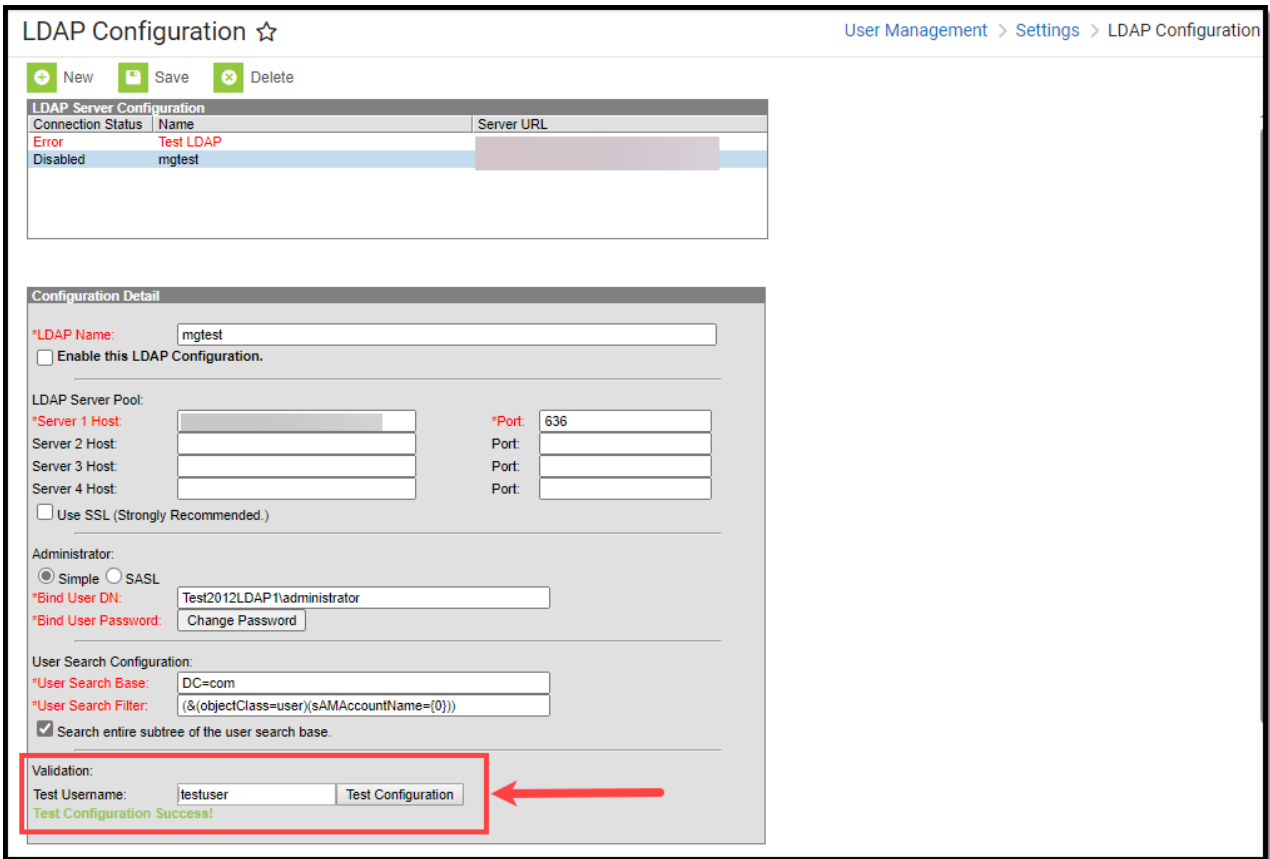 LDAP Configuration
User Management > Settings > LDAP Configuration
New Save Delete
LDAP Server Configuration
Connection Status Name Server URL
Error Test LDAP
Disabled mgtest
Configuration Detail
*LDAP Name: mgtest
Enable this LDAP Configuration.
LDAP Server Pool:
*Server 1 Host: *Port: 636
Server 2 Host: Port:
Server 3 Host: Port:
Server 4 Host: Port:
Use SSL (Strongly Recommended.)
Administrator:
Simple SASL
*Bind User DN: Test2012LDAP1\administrator
*Bind User Password: Change Password
User Search Configuration:
*User Search Base: DC=com
*User Search Filter: (&(objectClass=user)(sAMAccountName={0}))
Search entire subtree of the user search base.
Validation:
Test Username: testuser Test Configuration
Test Configuration Success!